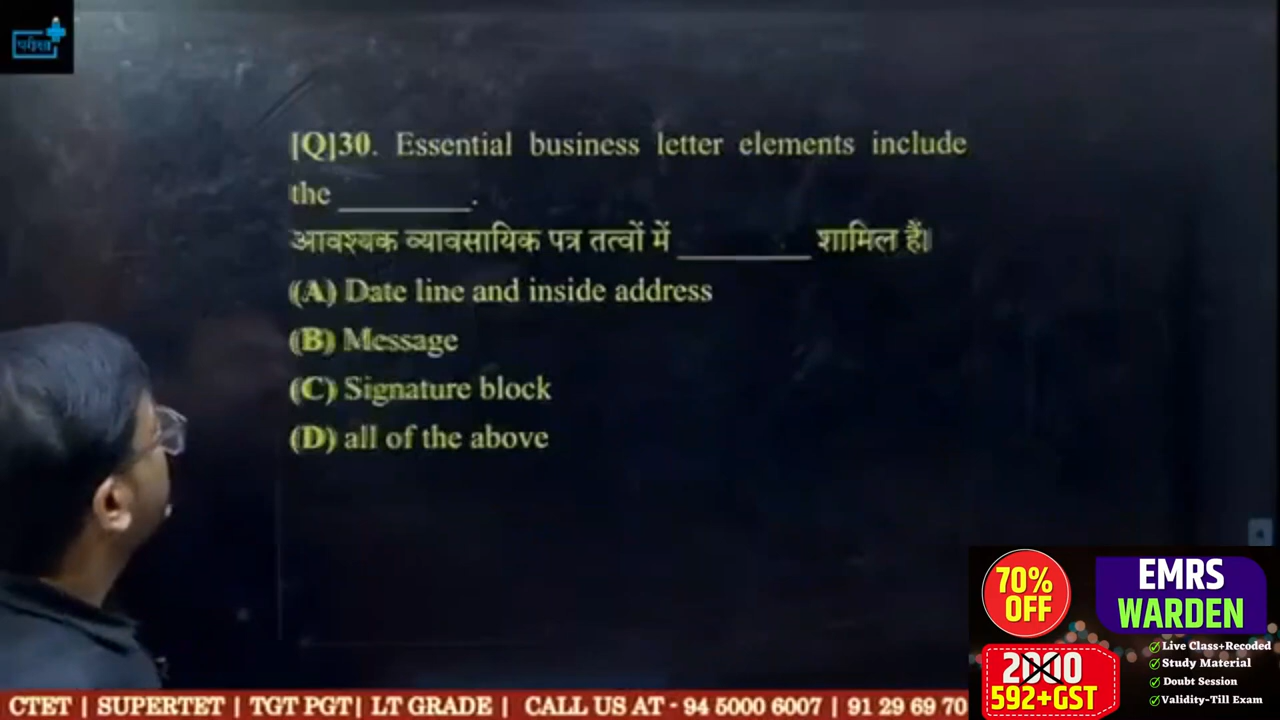 परीक्षा
[Q]30. Essential business letter elements include
the ________.
आवश्यक व्यावसायिक पत्र तत्वों में ________ शामिल हैं।
(A) Date line and inside address
(B) Message
(C) Signature block
(D) all of the above
70%
OFF
EMRS
WARDEN
2000
592+GST
Live Class+Recoded
Study Material
Doubt Session
Validity-Till Exam
CTET | SUPERTET | TGT PGT | LT GRADE | CALL US AT - 94 5000 6007 | 91 29 69 70